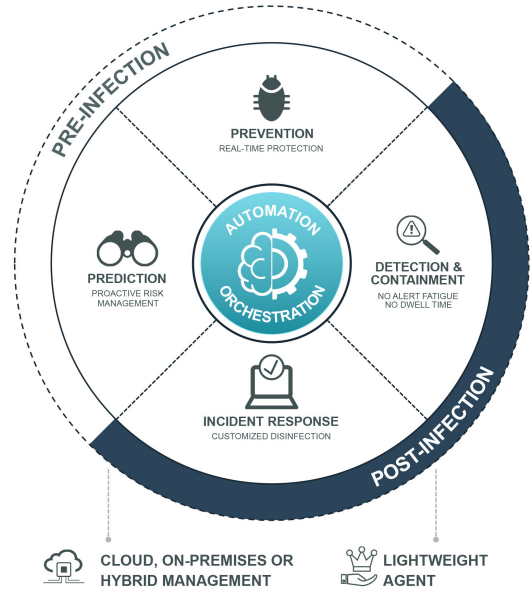 PRE-INFECTION
PREVENTION
REAL-TIME PROTECTION
AUTOMATION
ORCHESTRATION
PREDICTION
PROACTIVE RISK
MANAGEMENT
DETECTION &
CONTAINMENT
NO ALERT FATIGUE
NO DWELL TIME
INCIDENT RESPONSE
CUSTOMIZED DISINFECTION
POST-INFECTION
CLOUD, ON-PREMISES OR
HYBRID MANAGEMENT
LIGHTWEIGHT
AGENT